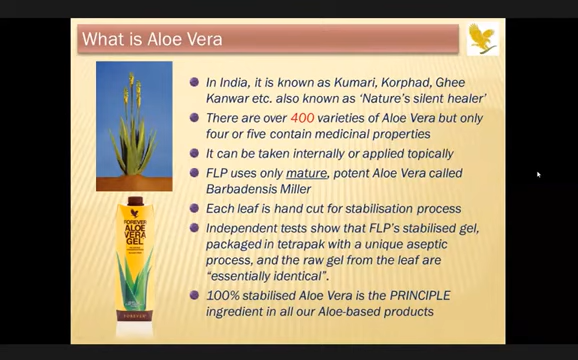 What is Aloe Vera
In India, it is known as Kumari, Korphad, Ghee
Kanwar etc. also known as ‘Nature’s silent healer’
There are over 400 varieties of Aloe Vera but only
four or five contain medicinal properties
It can be taken internally or applied topically
FLP uses only mature, potent Aloe Vera called
Barbadensis Miller
Each leaf is hand cut for stabilisation process
Independent tests show that FLP’s stabilised gel,
packaged in tetrapak with a unique aseptic
process, and the raw gel from the leaf are
“essentially identical”.
100% stabilised Aloe Vera is the PRINCIPLE
ingredient in all our Aloe-based products
FOREVER
ALOE
VERA
GEL
FOREVER